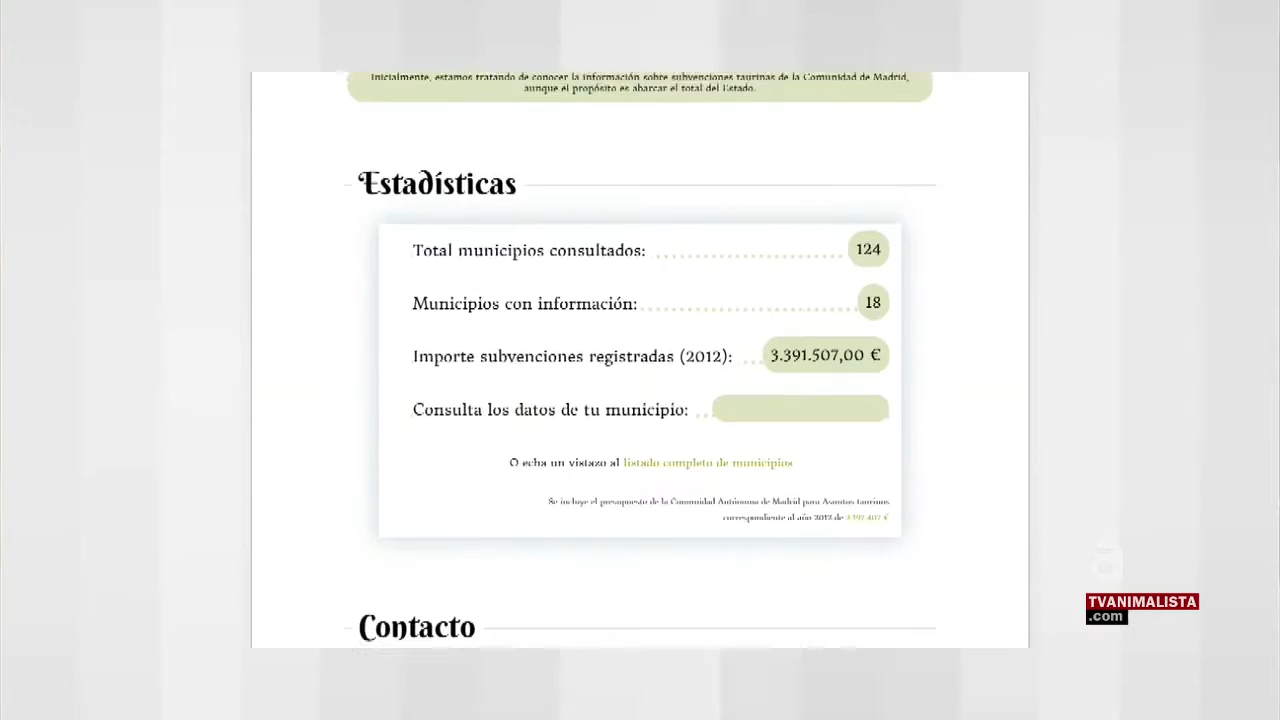 Inicialmente, estamos tratando de conocer la información sobre subvenciones taurinas de la Comunidad de Madrid,
aunque el propósito es abarcar el total del Estado.
Estadísticas
Total municipios consultados: 124
Municipios con información: 18
Importe subvenciones registradas (2012): 3.391.507,00 €
Consulta los datos de tu municipio:
O echa un vistazo al listado completo de municipios
Se incluye el presupuesto de la Comunidad Autónoma de Madrid para Asuntos taurinos
correspondiente al año 2012 de
Contacto
TVANIMALISTA
.com